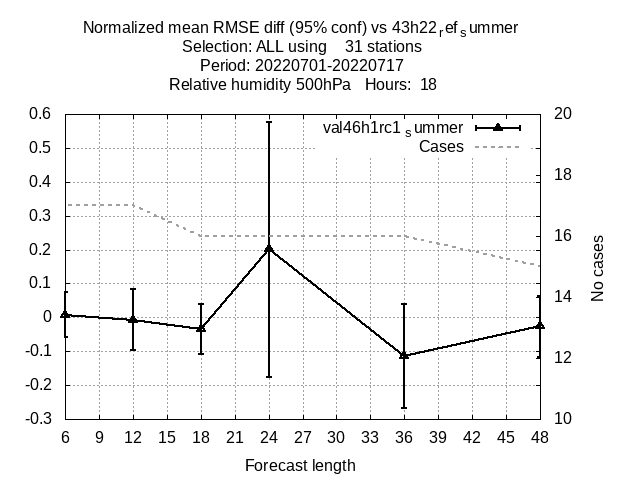 Normalized mean RMSE diff (95% conf) vs 43h22refsummer
Selection: ALL using 31 stations
Period: 20220701-20220717
Relative humidity 500hPa Hours: 18
val46h1rc1summer
Cases
0.6
0.5
0.4
0.3
0.2
0.1
0
-0.1
-0.2
-0.3
20
18
16
14
12
10
No cases
6 9 12 15 18 21 24 27 30 33 36 39 42 45 48
Forecast length